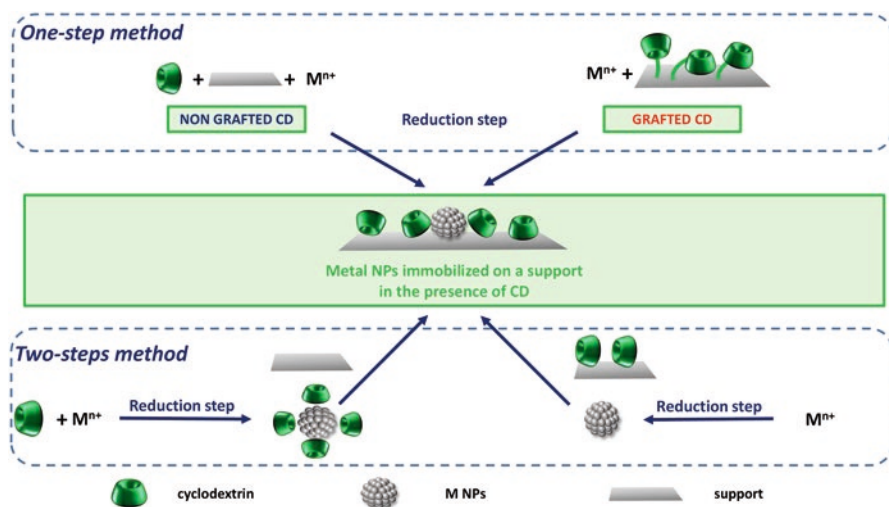 One-step method
+ + Mⁿ⁺
Mⁿ⁺ +
NON GRAFTED CD
Reduction step
GRAFTED CD
Metal NPs immobilized on a support
in the presence of CD
Two-steps method
+ Mⁿ⁺
Reduction step
Reduction step
Mⁿ⁺
cyclodextrin
M NPs
support